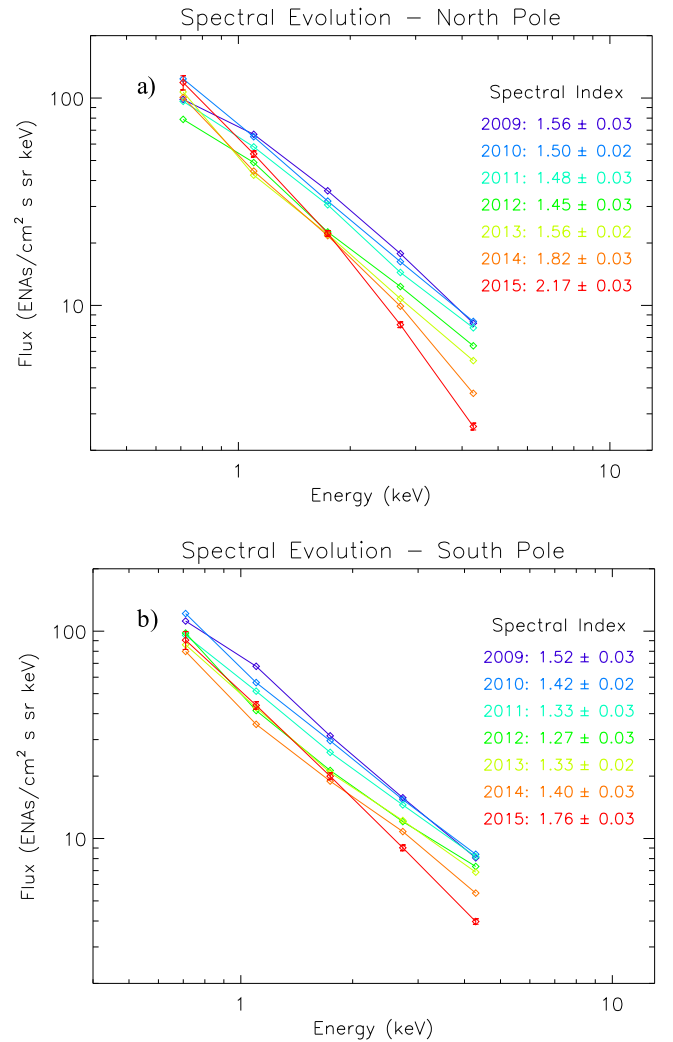 Spectral Evolution – North Pole
a)
Spectral Index
2009: 1.56 ± 0.03
2010: 1.50 ± 0.02
2011: 1.48 ± 0.03
2012: 1.45 ± 0.03
2013: 1.56 ± 0.02
2014: 1.82 ± 0.03
2015: 2.17 ± 0.03
100
10
Flux (ENAs/cm² s sr keV)
1
10
Energy (keV)
Spectral Evolution – South Pole
b)
Spectral Index
2009: 1.52 ± 0.03
2010: 1.42 ± 0.02
2011: 1.33 ± 0.03
2012: 1.27 ± 0.03
2013: 1.33 ± 0.02
2014: 1.40 ± 0.03
2015: 1.76 ± 0.03
100
10
Flux (ENAs/cm² s sr keV)
1
10
Energy (keV)